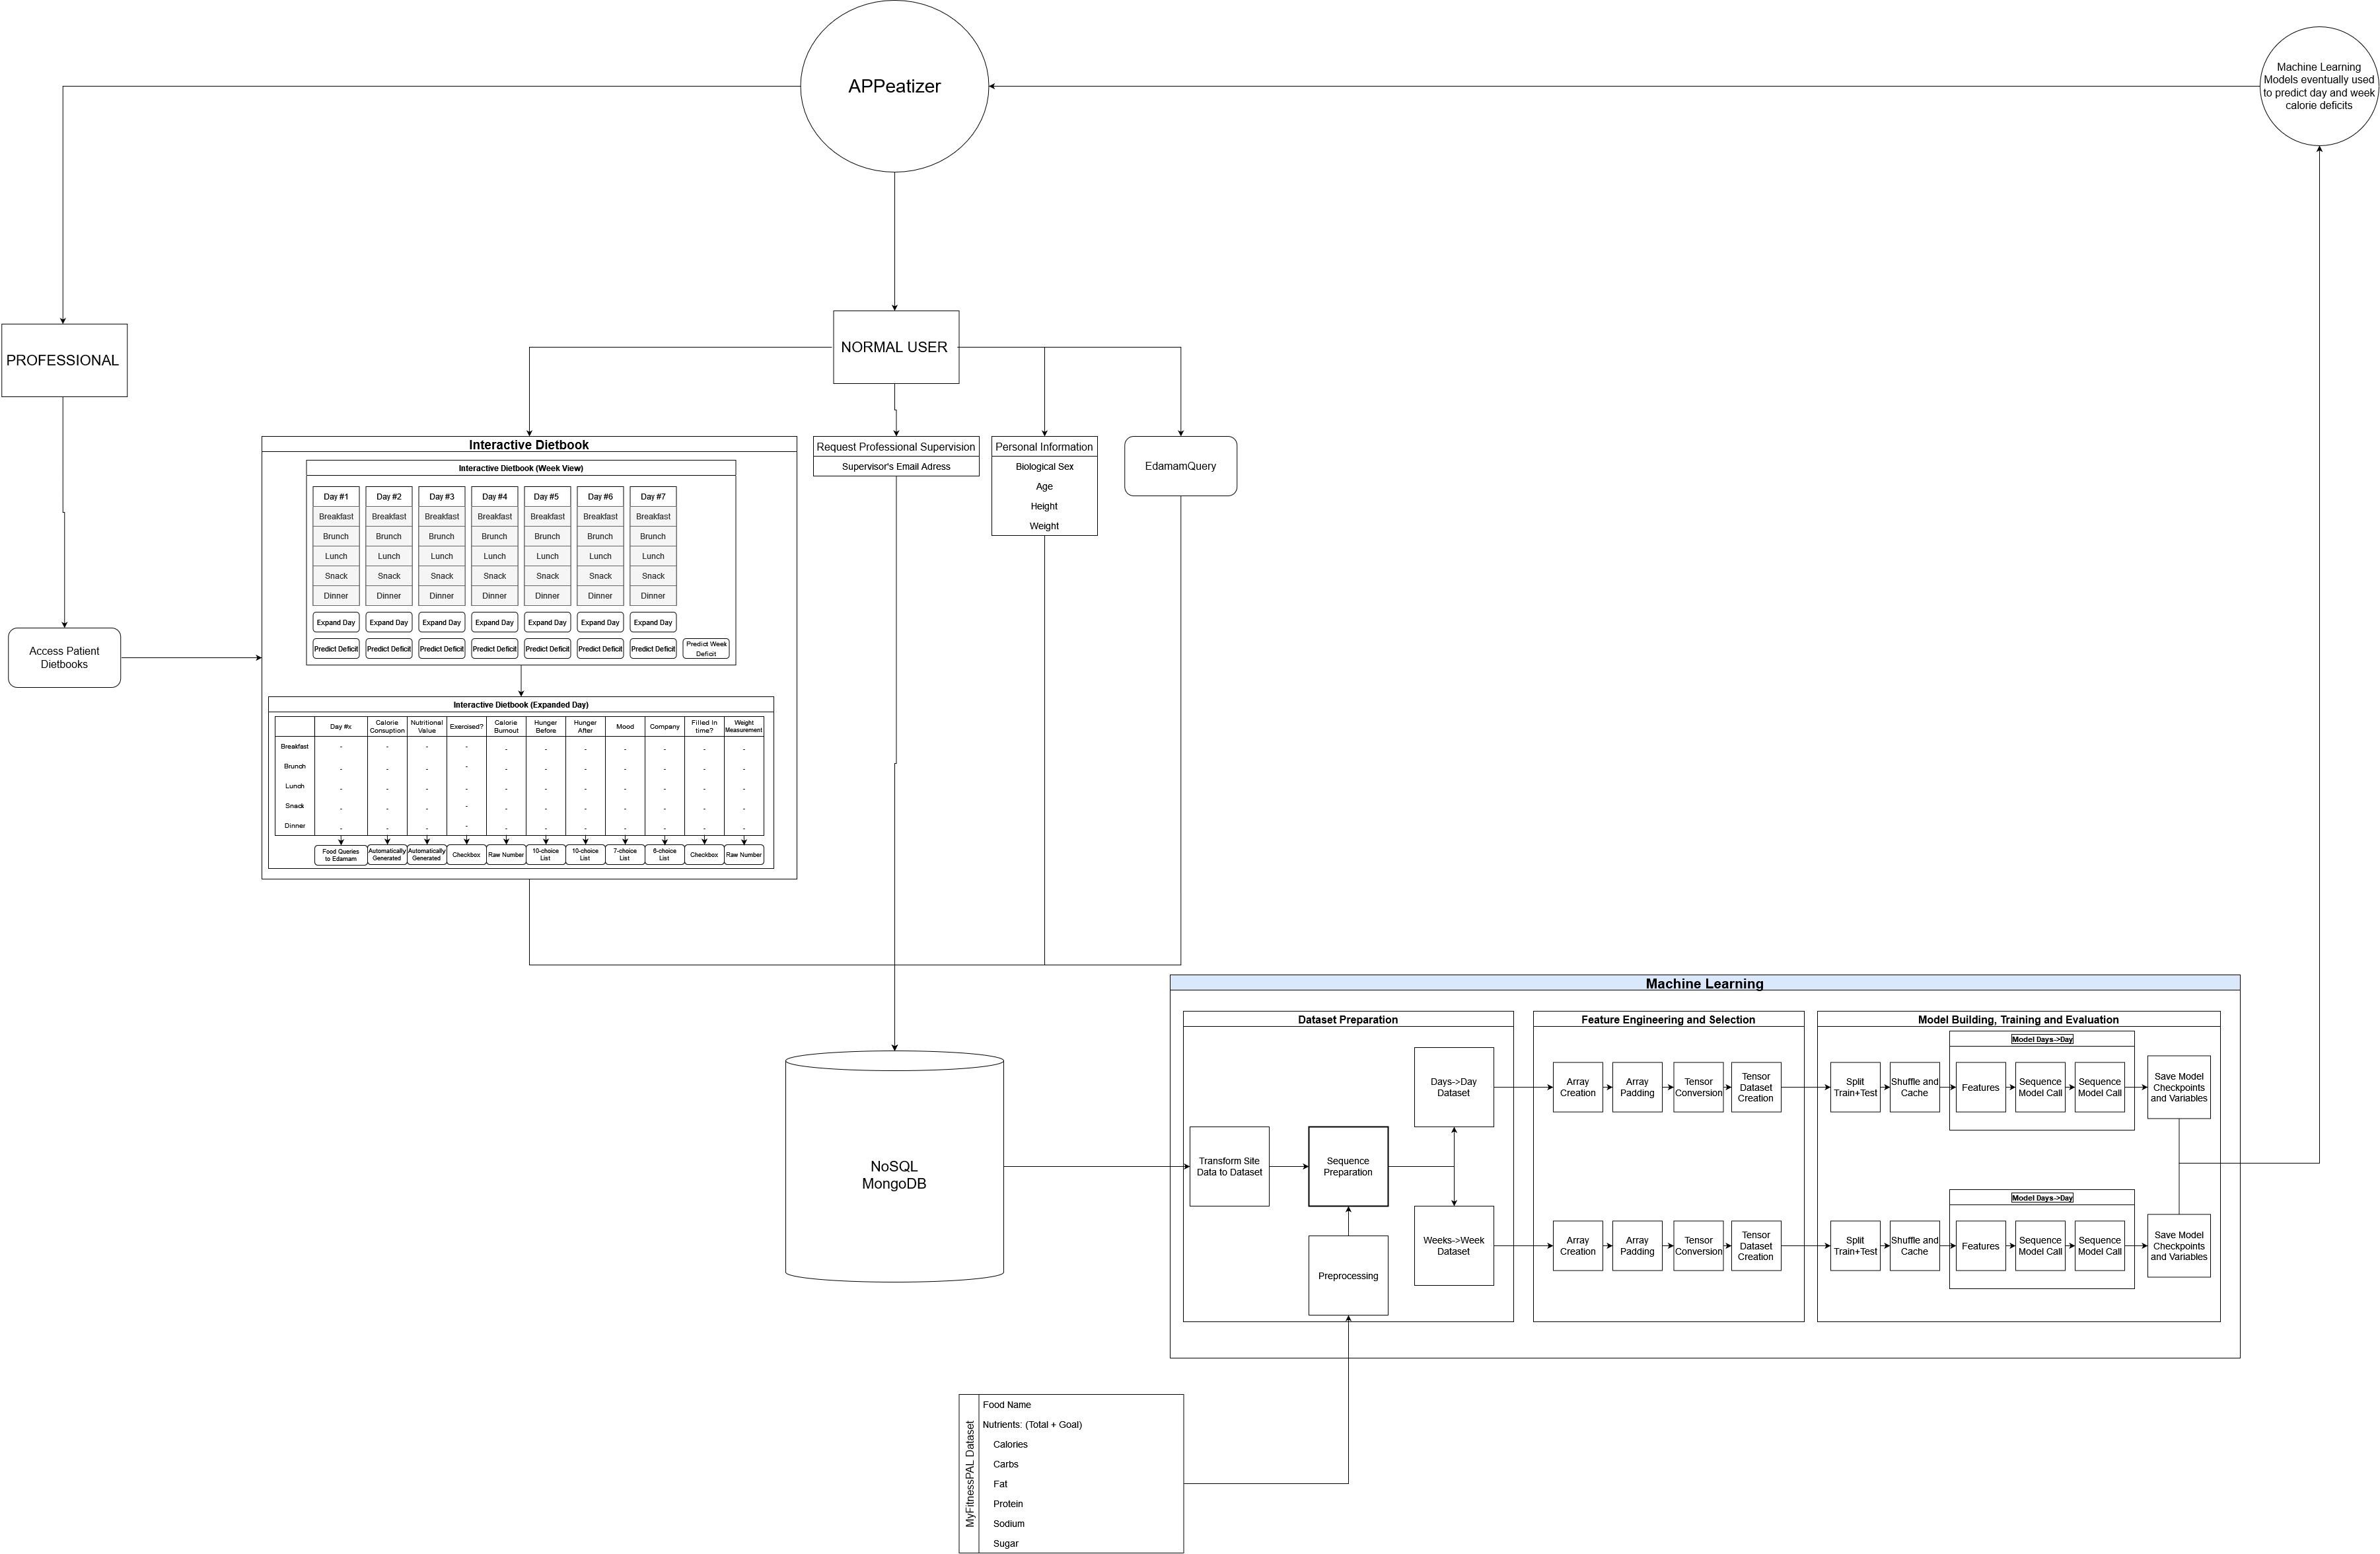 APPeatizer
Machine Learning
Models eventually used
to predict day and week
calorie deficits
PROFESSIONAL
NORMAL USER
Interactive Dietbook
Interactive Dietbook (Week View)
Day #1 Day #2 Day #3 Day #4 Day #5 Day #6 Day #7
Breakfast Breakfast Breakfast Breakfast Breakfast Breakfast Breakfast
Brunch Brunch Brunch Brunch Brunch Brunch Brunch
Lunch Lunch Lunch Lunch Lunch Lunch Lunch
Snack Snack Snack Snack Snack Snack Snack
Dinner Dinner Dinner Dinner Dinner Dinner Dinner
Expand Day Expand Day Expand Day Expand Day Expand Day Expand Day Expand Day
Predict Deficit Predict Deficit Predict Deficit Predict Deficit Predict Deficit Predict Deficit Predict Deficit
Predict Week
Deficit
Request Professional Supervision
Supervisor's Email Adress
Personal Information
Biological Sex
Age
Height
Weight
EdamamQuery
Access Patient
Dietbooks
Interactive Dietbook (Expanded Day)
Day #x
Calorie
Consuption
Nutritional
Value
Exeroised?
Calorie
Burnout
Hunger
Before
Hunger
After
Mood
Company
Filled In
time?
Weight
Measurement
Breakfast - - - - - - - - - - -
Brunch - - - - - - - - - - -
Lunch - - - - - - - - - - -
Snack - - - - - - - - - - -
Dinner - - - - - - - - - - -
Food Queries
to Edamam
Automatically
Generated
Automatically
Generated
Checkbox
Raw Number
10-choice
List
10-choice
List
7-choice
List
6-choice
List
Checkbox
Raw Number
NoSQL
MongoDB
Machine Learning
Dataset Preparation
Transform Site
Data to Dataset
Sequence
Preparation
Preprocessing
Days->Day
Dataset
Weeks->Week
Dataset
Feature Engineering and Selection
Array
Creation
Array
Padding
Tensor
Conversion
Tensor
Dataset
Creation
Array
Creation
Array
Padding
Tensor
Conversion
Tensor
Dataset
Creation
Model Building, Training and Evaluation
Split
Train+Test
Shuffle and
Cache
Model Days->Day
Features
Sequence
Model Call
Sequence
Model Call
Save Model
Checkpoints
and Variables
Split
Train+Test
Shuffle and
Cache
Model Days->Day
Features
Sequence
Model Call
Sequence
Model Call
Save Model
Checkpoints
and Variables
MyFitnessPAL Dataset
Food Name
Nutrients: (Total + Goal)
Calories
Carbs
Fat
Protein
Sodium
Sugar